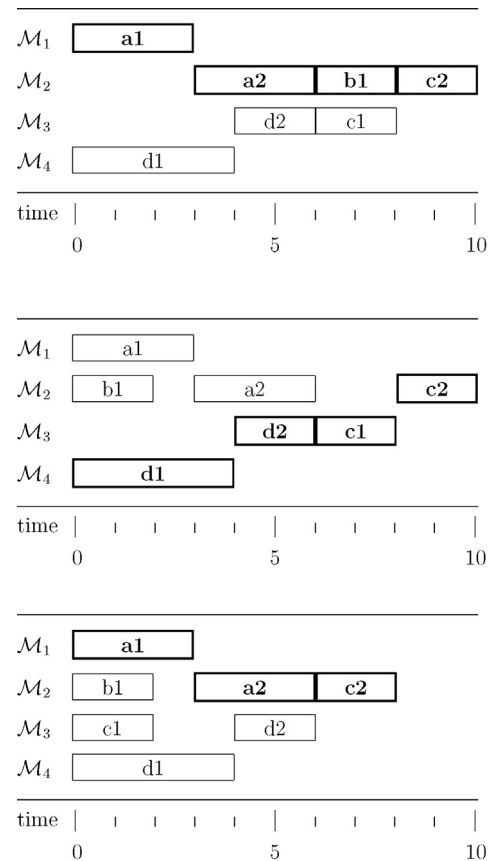 ℳ₁ a1
ℳ₂ a2 b1 c2
ℳ₃ d2 c1
ℳ₄ d1
time
0 5 10
ℳ₁ a1
ℳ₂ b1 a2 c2
ℳ₃ d2 c1
ℳ₄ d1
time
0 5 10
ℳ₁ a1
ℳ₂ b1 a2 c2
ℳ₃ c1 d2
ℳ₄ d1
time
0 5 10